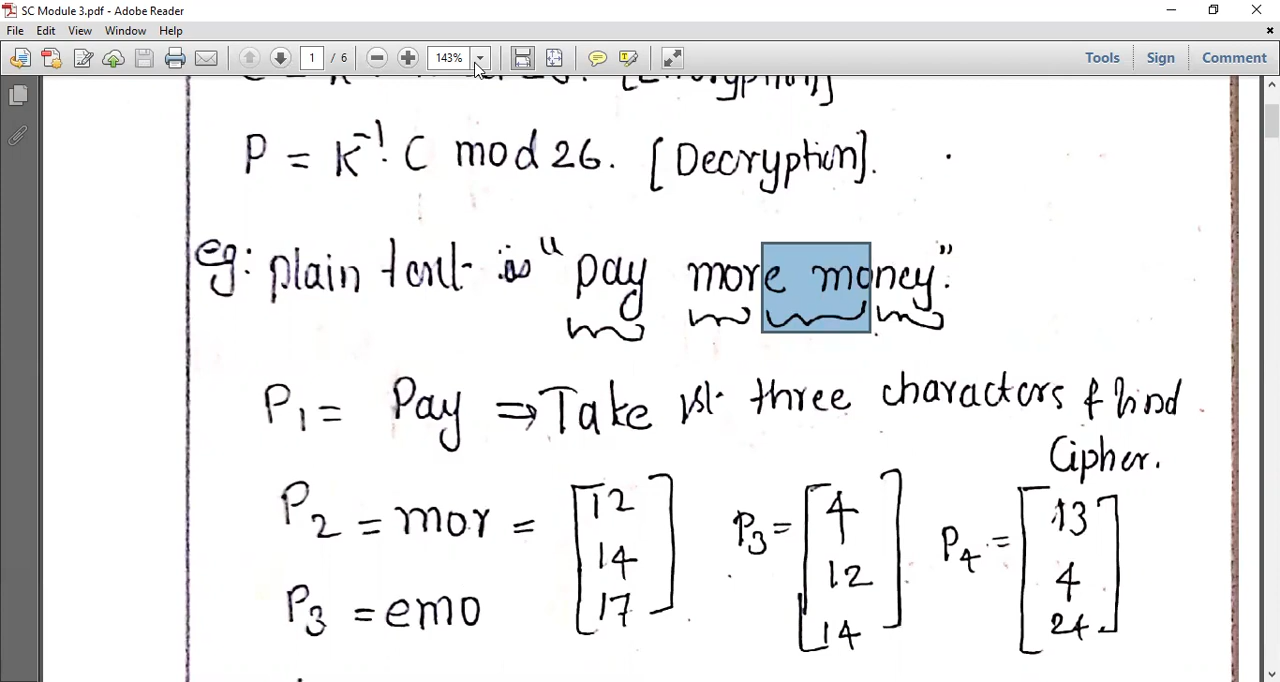 SC Module 3.pdf - Adobe Reader
File Edit View Window Help
1 / 6 143% Tools Sign Comment
P = K⁻¹. C mod 26. [Decryption].
eg: plain text is "pay more money".
P1 = Pay ⇒ Take 1st three characters & find
Cipher.
P2 = mor = [12 14 17] P3 = [4 12 14] P4 = [13 4 24]
P3 = emo